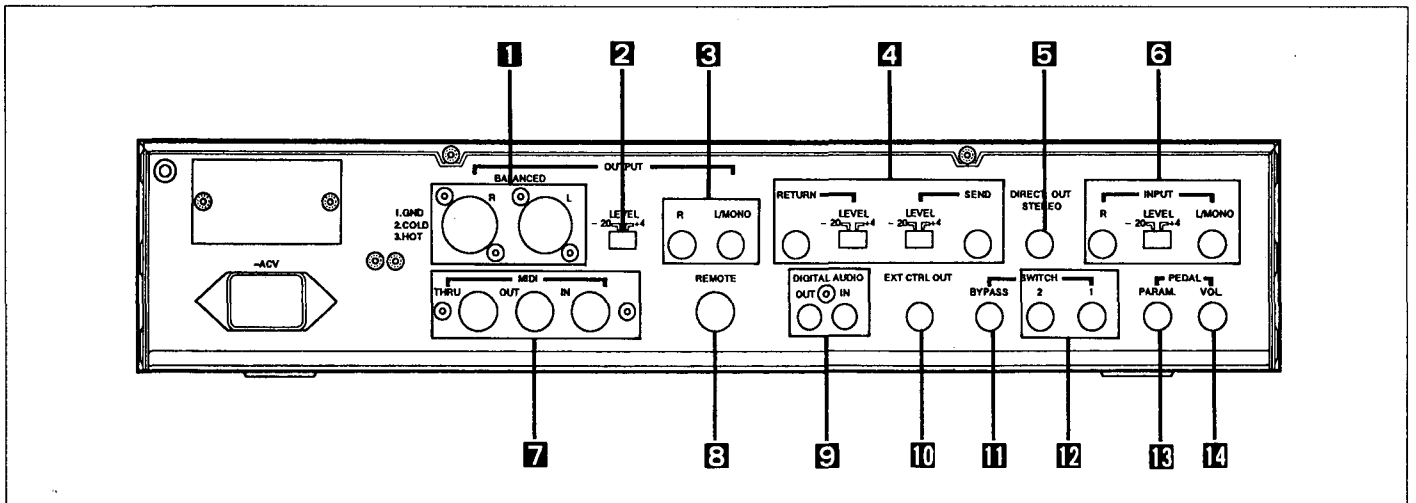 1 2 3 4 5 6
OUTPUT
BALANCED
R L
1.GND
2.COLD
3.HOT
LEVEL
-20 +4
R L/MONO
RETURN LEVEL LEVEL SEND
-20 +4 -20 +4
DIRECT OUT
STEREO
INPUT
R LEVEL L/MONO
-20 +4
~ACV
MIDI
THRU OUT IN
REMOTE
DIGITAL AUDIO
OUT IN
EXT CTRL OUT
BYPASS
SWITCH
2 1
PEDAL
PARAM. VOL.
7 8 9 10 11 12 13 14